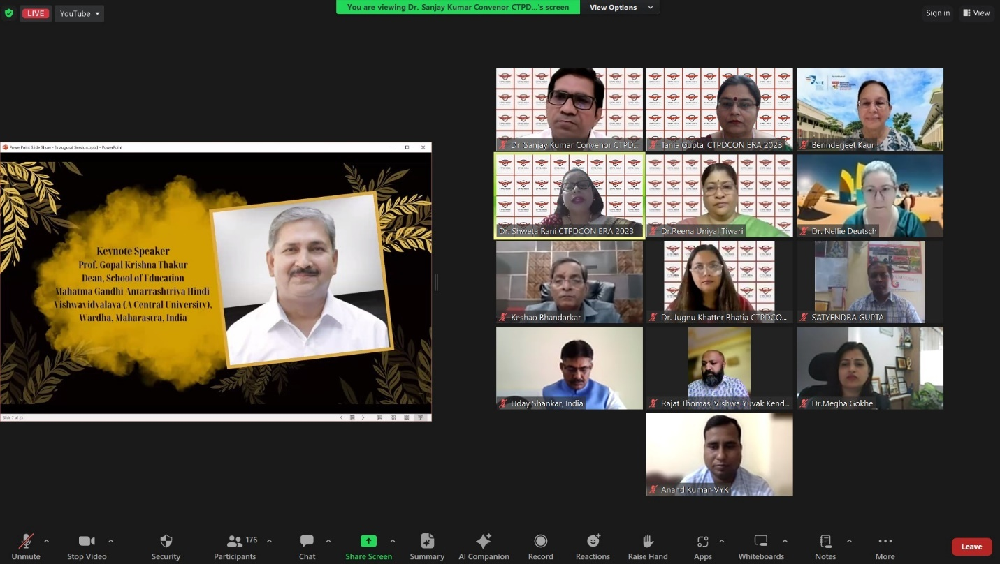 LIVE
YouTube
You are viewing Dr. Sanjay Kumar Convenor CTPD...'s screen
View Options
Sign in
View
PowerPoint Slide Show - [Inaugural Session.pptx] - PowerPoint
Keynote Speaker
Prof. Gopal Krishna Thakur
Dean, School of Education
Mahatma Gandhi Antarrashtriva Hindi
Vishwavidalava (A Central University),
Wardha, Maharastra, India
Slide 7 of 23
Dr. Sanjay Kumar Convenor CTPD...
Tania Gupta, CTPDCON ERA 2023
NIE
Berinderjeet Kaur
Dr. Shweta Rani CTPDCON ERA 2023
Dr.Reena Uniyal Tiwari
Dr. Nellie Deutsch
Keshao Bhandarkar
Dr. Jugnu Khatter Bhatia CTPDCO...
SATYENDRA GUPTA
Uday Shankar, India
Rajat Thomas, Vishwa Yuvak Kend...
Dr.Megha Gokhe
Anand Kumar-VYK
Unmute
Stop Video
Security
176
Participants
Chat
Share Screen
Summary
AI Companion
Record
Reactions
Raise Hand
Apps
Whiteboards
Notes
More
Leave